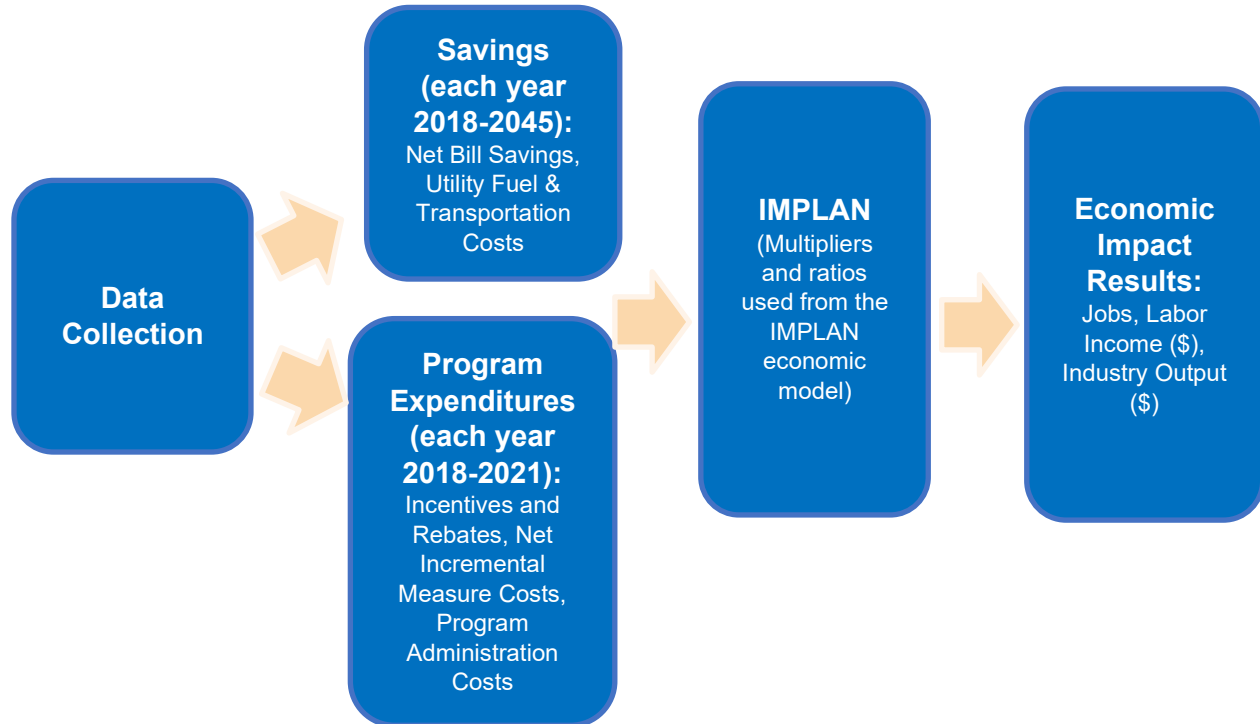 Data
Collection
Savings
(each year
2018-2045):
Net Bill Savings,
Utility Fuel &
Transportation
Costs
Program
Expenditures
(each year
2018-2021):
Incentives and
Rebates, Net
Incremental
Measure Costs,
Program
Administration
Costs
IMPLAN
(Multipliers
and ratios
used from the
IMPLAN
economic
model)
Economic
Impact
Results:
Jobs, Labor
Income ($),
Industry Output
($)